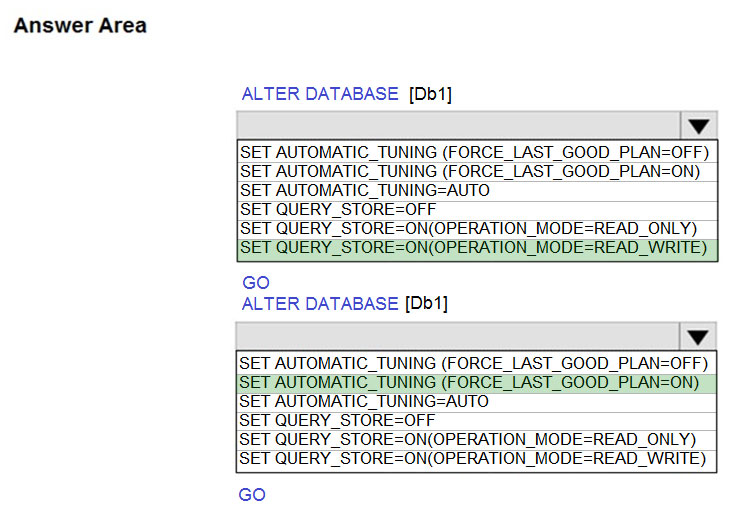 Answer Area
ALTER DATABASE [Db1]
SET AUTOMATIC_TUNING (FORCE_LAST_GOOD_PLAN=OFF)
SET AUTOMATIC_TUNING (FORCE_LAST_GOOD_PLAN=ON)
SET AUTOMATIC_TUNING=AUTO
SET QUERY_STORE=OFF
SET QUERY_STORE=ON(OPERATION_MODE=READ_ONLY)
SET QUERY_STORE=ON(OPERATION_MODE=READ_WRITE)
GO
ALTER DATABASE [Db1]
SET AUTOMATIC_TUNING (FORCE_LAST_GOOD_PLAN=OFF)
SET AUTOMATIC_TUNING (FORCE_LAST_GOOD_PLAN=ON)
SET AUTOMATIC_TUNING=AUTO
SET QUERY_STORE=OFF
SET QUERY_STORE=ON(OPERATION_MODE=READ_ONLY)
SET QUERY_STORE=ON(OPERATION_MODE=READ_WRITE)
GO